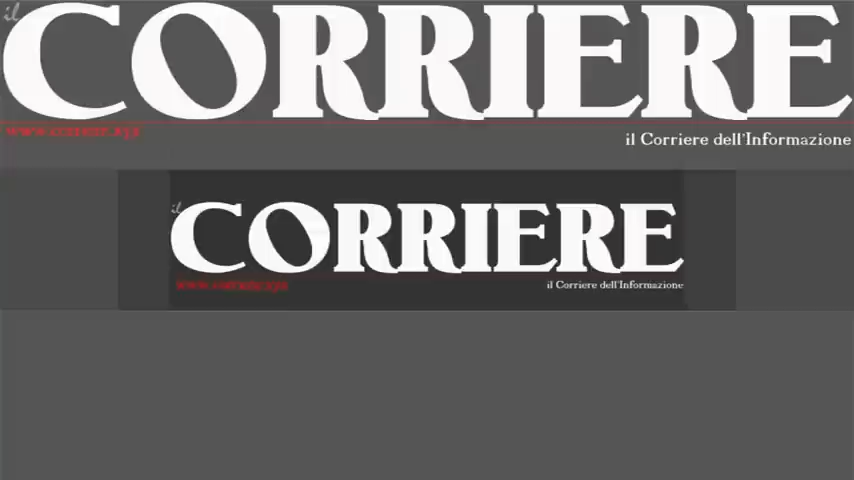 il
CORRIERE
il Corriere dell'Informazione
il
CORRIERE
il Corriere dell'Informazione